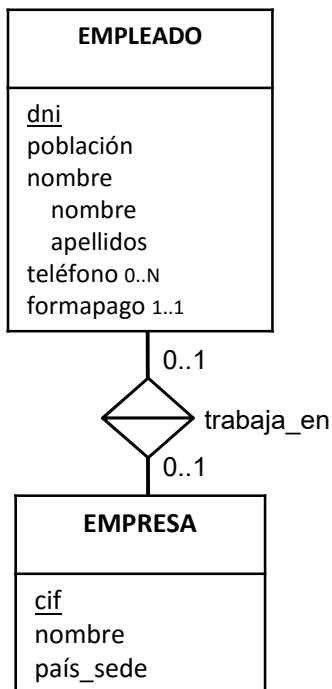 EMPLEADO
dni
población
nombre
nombre
apellidos
teléfono 0..N
formapago 1..1
0..1
trabaja_en
0..1
EMPRESA
cif
nombre
país_sede